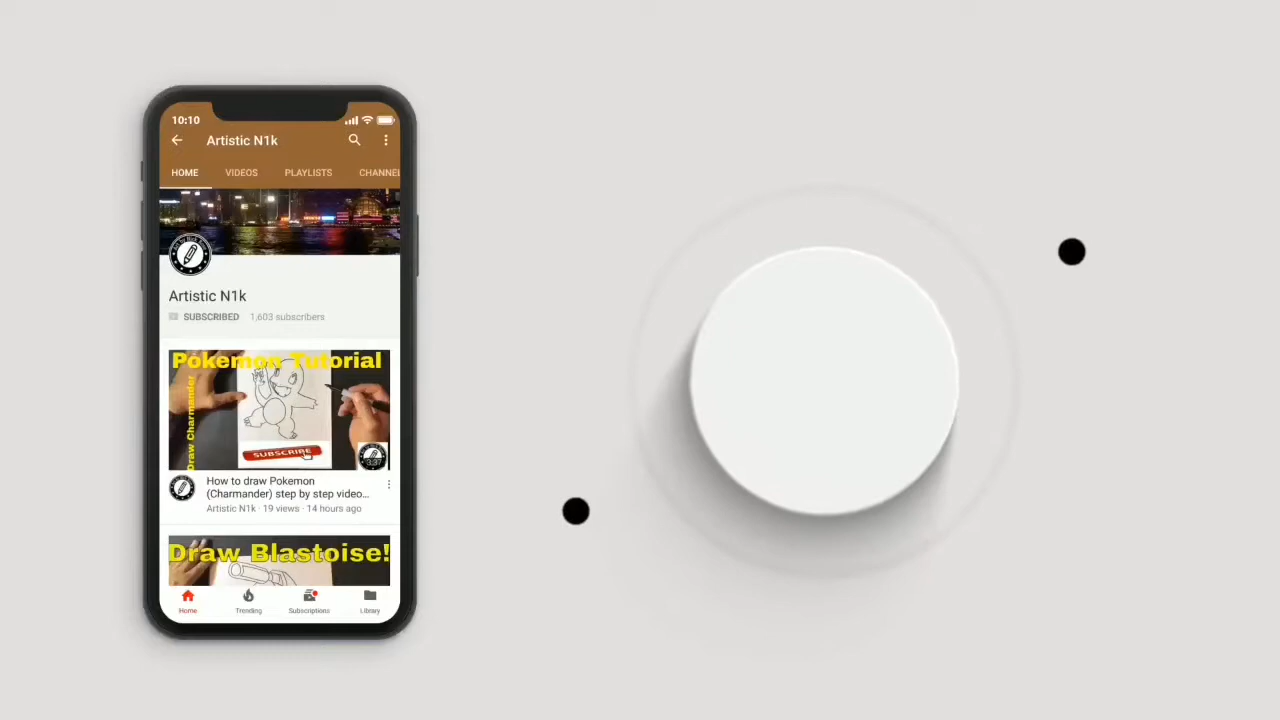 10:10
Artistic N1k
HOME VIDEOS PLAYLISTS CHANNEL
Artistic N1k
SUBSCRIBED 1,603 subscribers
Pokemon Tutorial
Draw Charmander
SUBSCRIBE
3:37
How to draw Pokemon
(Charmander) step by step video...
Artistic N1k · 19 views · 14 hours ago
Draw Blastoise!
Home Trending Subscriptions Library